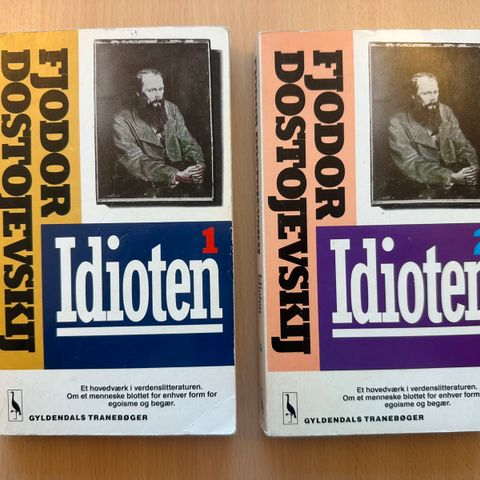 FJODOR
DOSTOJEVSKIJ
1
Idioten
Et hovedværk i verdenslitteraturen.
Om et menneske blottet for enhver form for
egoisme og begær.
GYLDENDALS TRANEBØGER
FJODOR
DOSTOJEVSKIJ
2
Idioten
Idioten
Et hovedværk i verdenslitteraturen.
Om et menneske blottet for enhver form
egoisme og begær.
GYLDENDALS TRANEBØGER